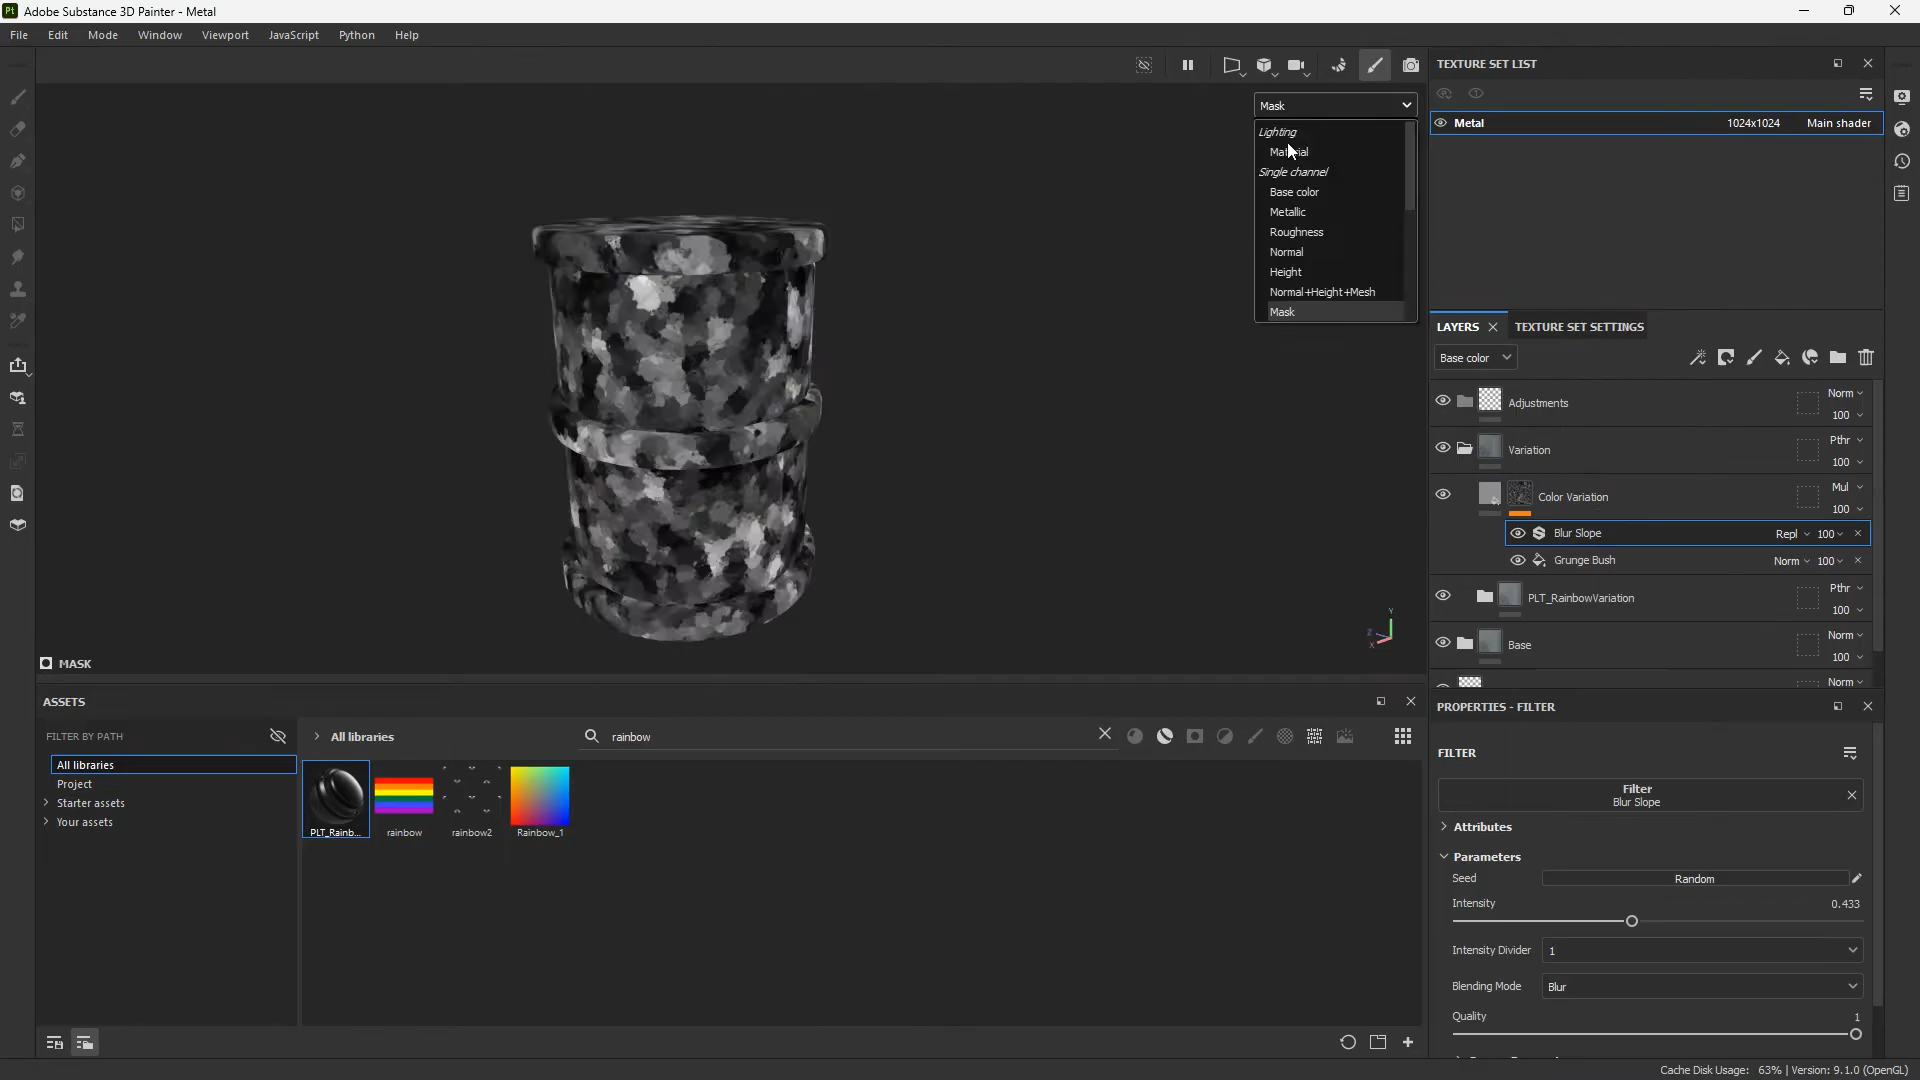 Pt Adobe Substance 3D Painter - Metal
File Edit Mode Window Viewport JavaScript Python Help
Mask
Lighting
Material
Single channel
Base color
Metallic
Roughness
Normal
Height
Normal+Height+Mesh
Mask
Y
Z
X
MASK
TEXTURE SET LIST
Metal 1024x1024 Main shader
LAYERS TEXTURE SET SETTINGS
Base color
Adjustments Norm
100
Variation Pthr
100
Color Variation Mul
100
Blur Slope Repl 100
Grunge Bush Norm 100
PLT_RainbowVariation Pthr
100
Base Norm
100
Norm
ASSETS
FILTER BY PATH
All libraries
Project
Starter assets
Your assets
All libraries
rainbow
PLT_Rainb... rainbow rainbow2 Rainbow_1
PROPERTIES - FILTER
FILTER
Filter
Blur Slope
Attributes
Parameters
Seed Random
Intensity 0.433
Intensity Divider 1
Blending Mode Blur
Quality 1
Cache Disk Usage: 63% | Version: 9.1.0 (OpenGL)